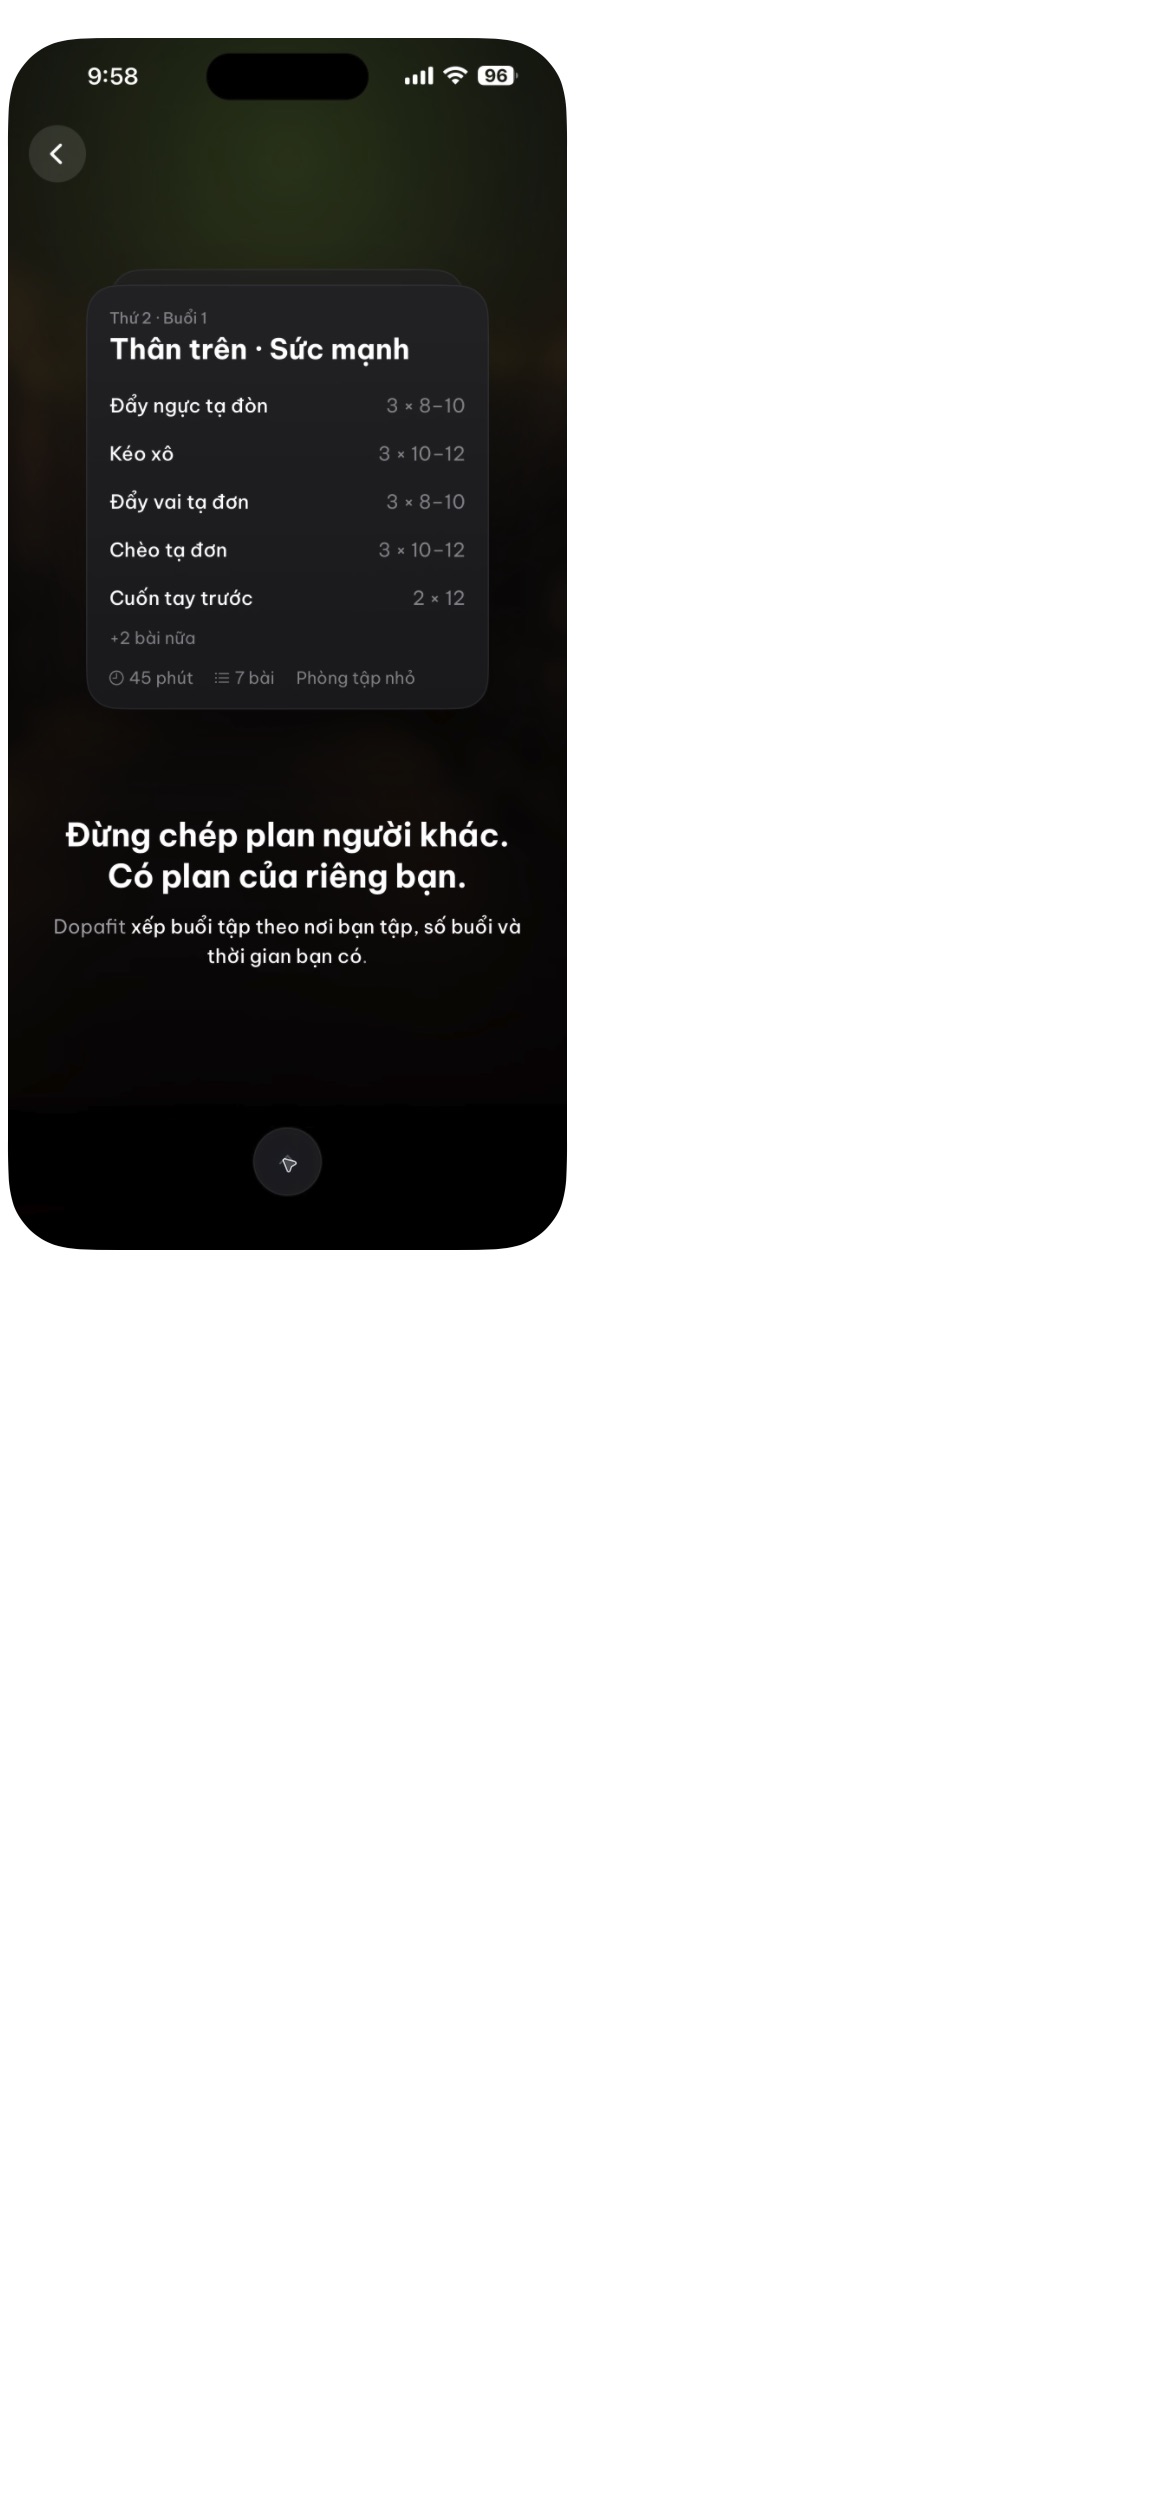 9:58
96
Thứ 2 · Buổi 1
Thân trên · Sức mạnh
Đẩy ngực tạ đòn 3 × 8–10
Kéo xô 3 × 10–12
Đẩy vai tạ đơn 3 × 8–10
Chèo tạ đơn 3 × 10–12
Cuốn tay trước 2 × 12
+2 bài nữa
45 phút 7 bài Phòng tập nhỏ
Đừng chép plan người khác.
Có plan của riêng bạn.
Dopafit xếp buổi tập theo nơi bạn tập, số buổi và
thời gian bạn có.